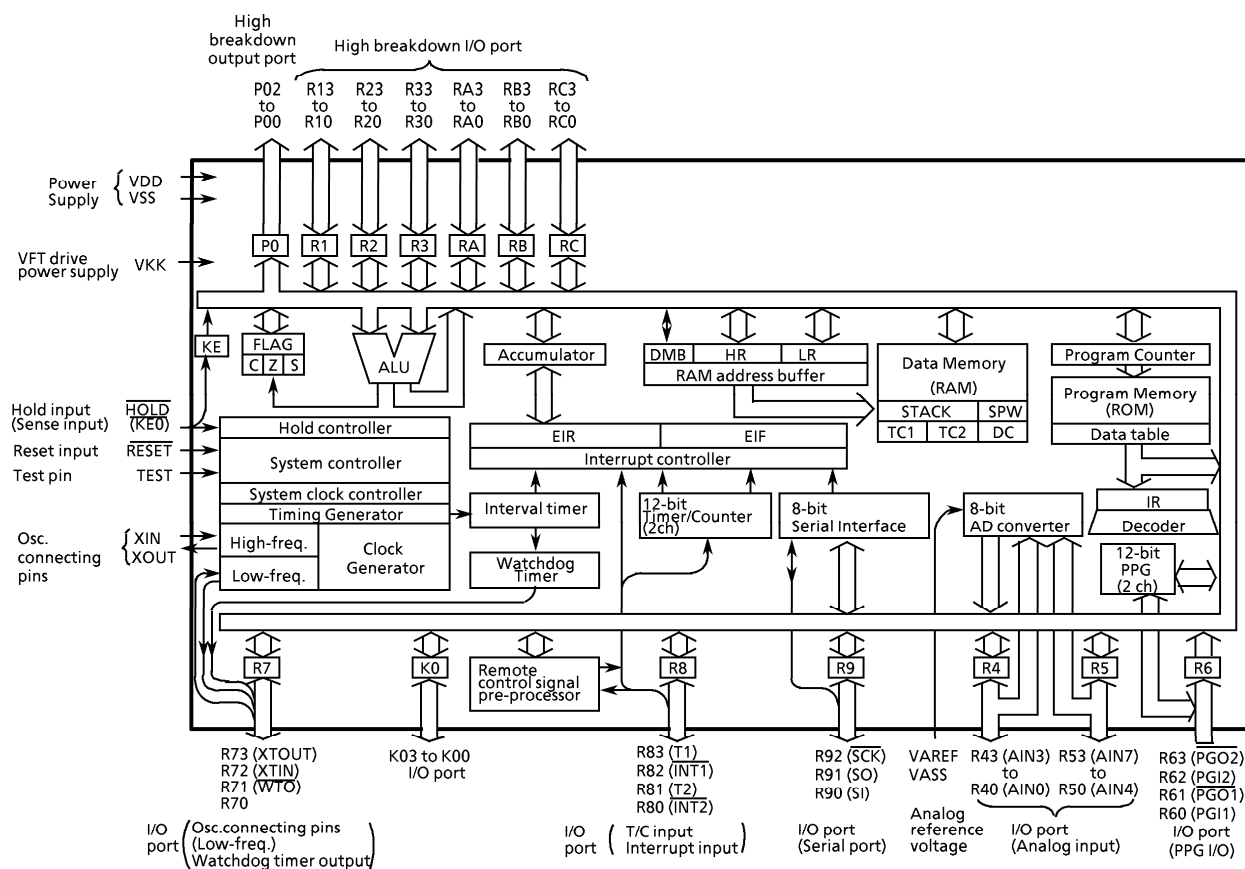 High
breakdown
output port
High breakdown I/O port
P02
to
P00
R13
to
R10
R23
to
R20
R33
to
R30
RA3
to
RA0
RB3
to
RB0
RC3
to
RC0
Power
Supply
VDD
VSS
VFT drive
power supply
VKK
P0
R1
R2
R3
RA
RB
RC
KE
FLAG
C Z S
ALU
Accumulator
DMB HR LR
RAM address buffer
Data Memory
(RAM)
STACK SPW
TC1 TC2 DC
Program Counter
Program Memory
(ROM)
Data table
Hold input
(Sense input)
HOLD
(KE0)
Reset input
RESET
Test pin
TEST
Hold controller
System controller
System clock controller
Timing Generator
High-freq.
Low-freq.
Clock
Generator
Osc.
connecting
pins
XIN
XOUT
EIR EIF
Interrupt controller
Interval timer
Watchdog
Timer
12-bit
Timer/Counter
(2ch)
8-bit
Serial Interface
8-bit
AD converter
IR
Decoder
12-bit
PPG
(2 ch)
R7
K0
Remote
control signal
pre-processor
R8
R9
R4
R5
R6
R73 (XTOUT)
R72 (XTIN)
R71 (WTO)
R70
I/O
port
Osc.connecting pins
(Low-freq.)
Watchdog timer output
K03 to K00
I/O port
R83 (T1)
R82 (INT1)
R81 (T2)
R80 (INT2)
I/O
port
T/C input
Interrupt input
R92 (SCK)
R91 (SO)
R90 (SI)
I/O port
(Serial port)
VAREF
VASS
Analog
reference
voltage
R43 (AIN3)
to
R40 (AIN0)
R53 (AIN7)
to
R50 (AIN4)
I/O port
(Analog input)
R63 (PGO2)
R62 (PGI2)
R61 (PGO1)
R60 (PGI1)
I/O port
(PPG I/O)